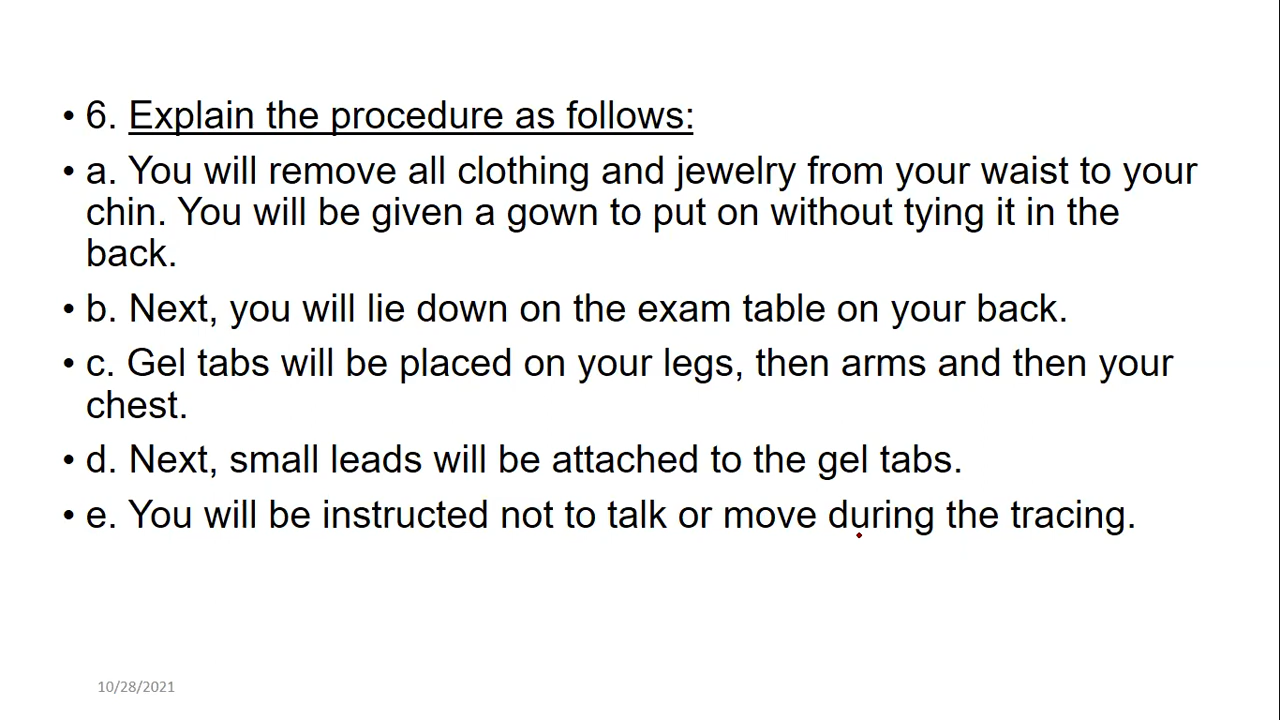 • 6. Explain the procedure as follows:
• a. You will remove all clothing and jewelry from your waist to your
chin. You will be given a gown to put on without tying it in the
back.
• b. Next, you will lie down on the exam table on your back.
• c. Gel tabs will be placed on your legs, then arms and then your
chest.
• d. Next, small leads will be attached to the gel tabs.
• e. You will be instructed not to talk or move during the tracing.
10/28/2021